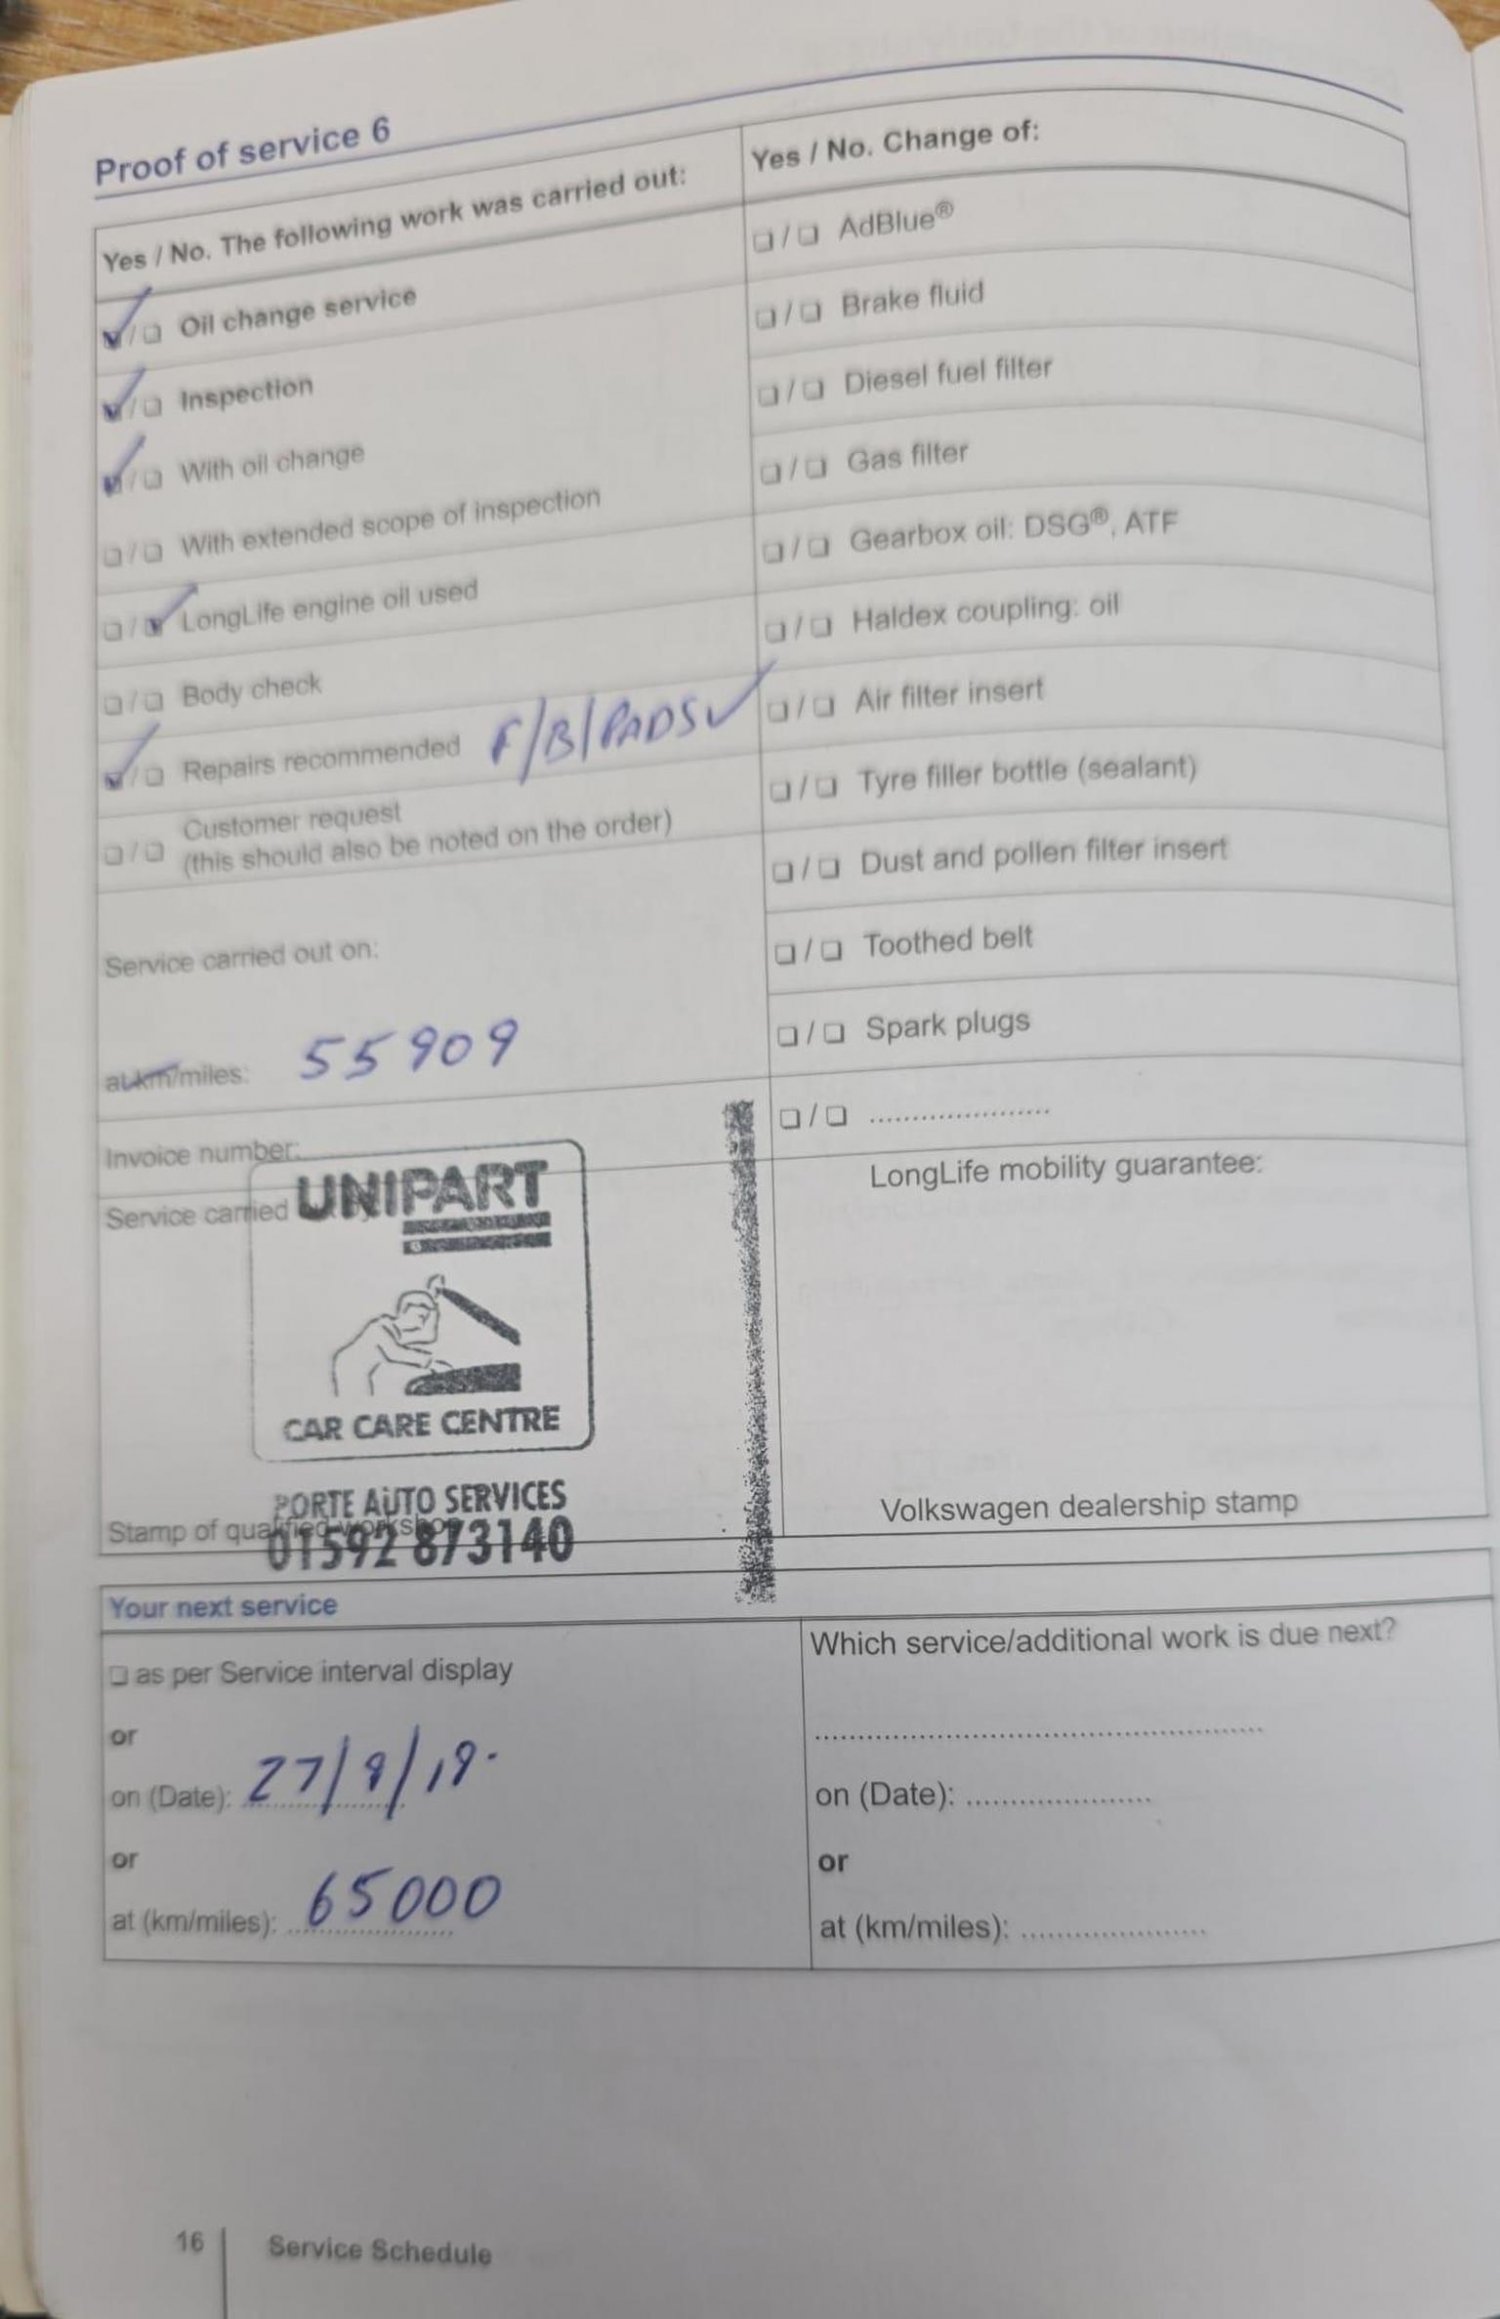 Proof of service 6
Yes / No. The following work was carried out:
Oil change service
Inspection
With oil change
With extended scope of inspection
LongLife engine oil used
Body check
Repairs recommended F/B/PADS
Customer request
(this should also be noted on the order)
Service carried out on:
at km/miles: 55909
Invoice number:
Service carried
UNIPART
CAR CARE CENTRE
PORTE AUTO SERVICES
Stamp of qualified workshop
01592 873140
Yes / No. Change of:
/ AdBlue®
/ Brake fluid
/ Diesel fuel filter
/ Gas filter
/ Gearbox oil: DSG®, ATF
/ Haldex coupling: oil
/ Air filter insert
/ Tyre filler bottle (sealant)
/ Dust and pollen filter insert
/ Toothed belt
/ Spark plugs
/ ......................
LongLife mobility guarantee:
Volkswagen dealership stamp
Your next service
as per Service interval display
or
on (Date): 27/8/19.
or
at (km/miles): 65000
Which service/additional work is due next?
on (Date): ......................
or
at (km/miles): ......................
16 Service Schedule